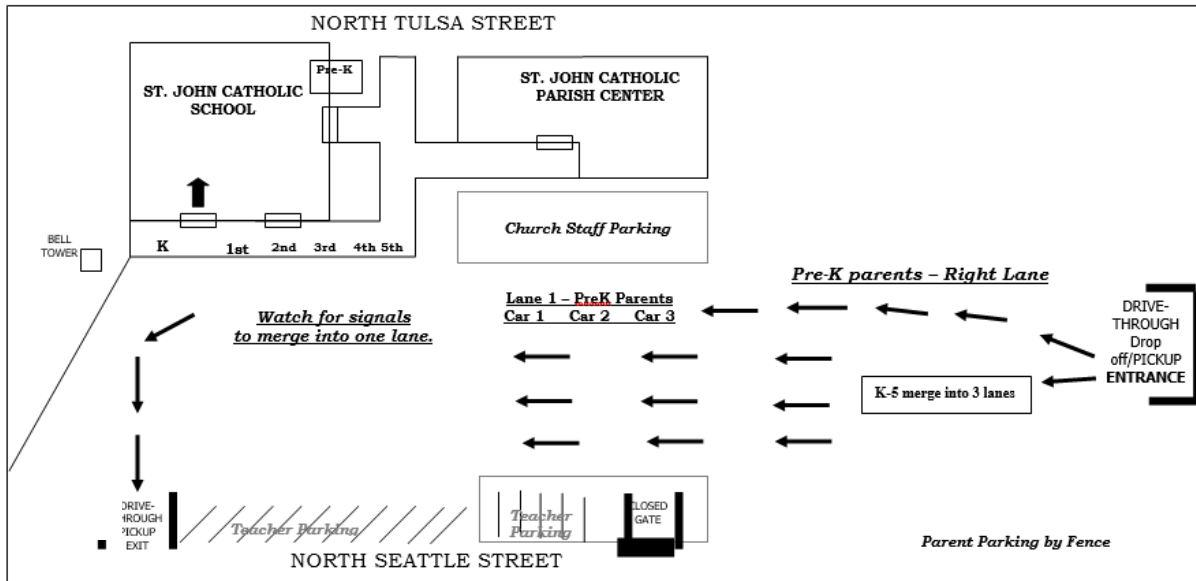 NORTH TULSA STREET
Pre-K
ST. JOHN CATHOLIC
SCHOOL
ST. JOHN CATHOLIC
PARISH CENTER
Church Staff Parking
BELL
TOWER
K 1st 2nd 3rd 4th 5th
Pre-K parents – Right Lane
Lane 1 – PreK Parents
Car 1 Car 2 Car 3
Watch for signals
to merge into one lane.
DRIVE-
THROUGH
Drop
off/PICKUP
ENTRANCE
K-5 merge into 3 lanes
DRIVE-
HROUGH
PICKUP
EXIT
Teacher Parking
Teacher
Parking
CLOSED
GATE
Parent Parking by Fence
NORTH SEATTLE STREET